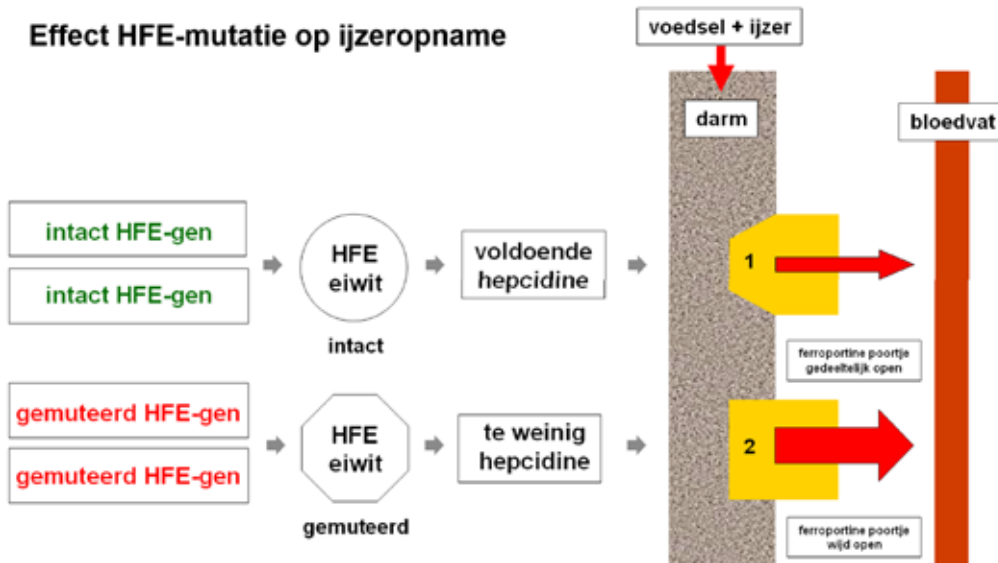 Effect HFE-mutatie op ijzeropname
voedsel + ijzer
darm
bloedvat
intact HFE-gen
intact HFE-gen
HFE
eiwit
intact
voldoende
hepcidine
1
ferroportine poortje
gedeeltelijk open
gemuteerd HFE-gen
gemuteerd HFE-gen
HFE
eiwit
gemuteerd
te weinig
hepcidine
2
ferroportine poortje
wijd open